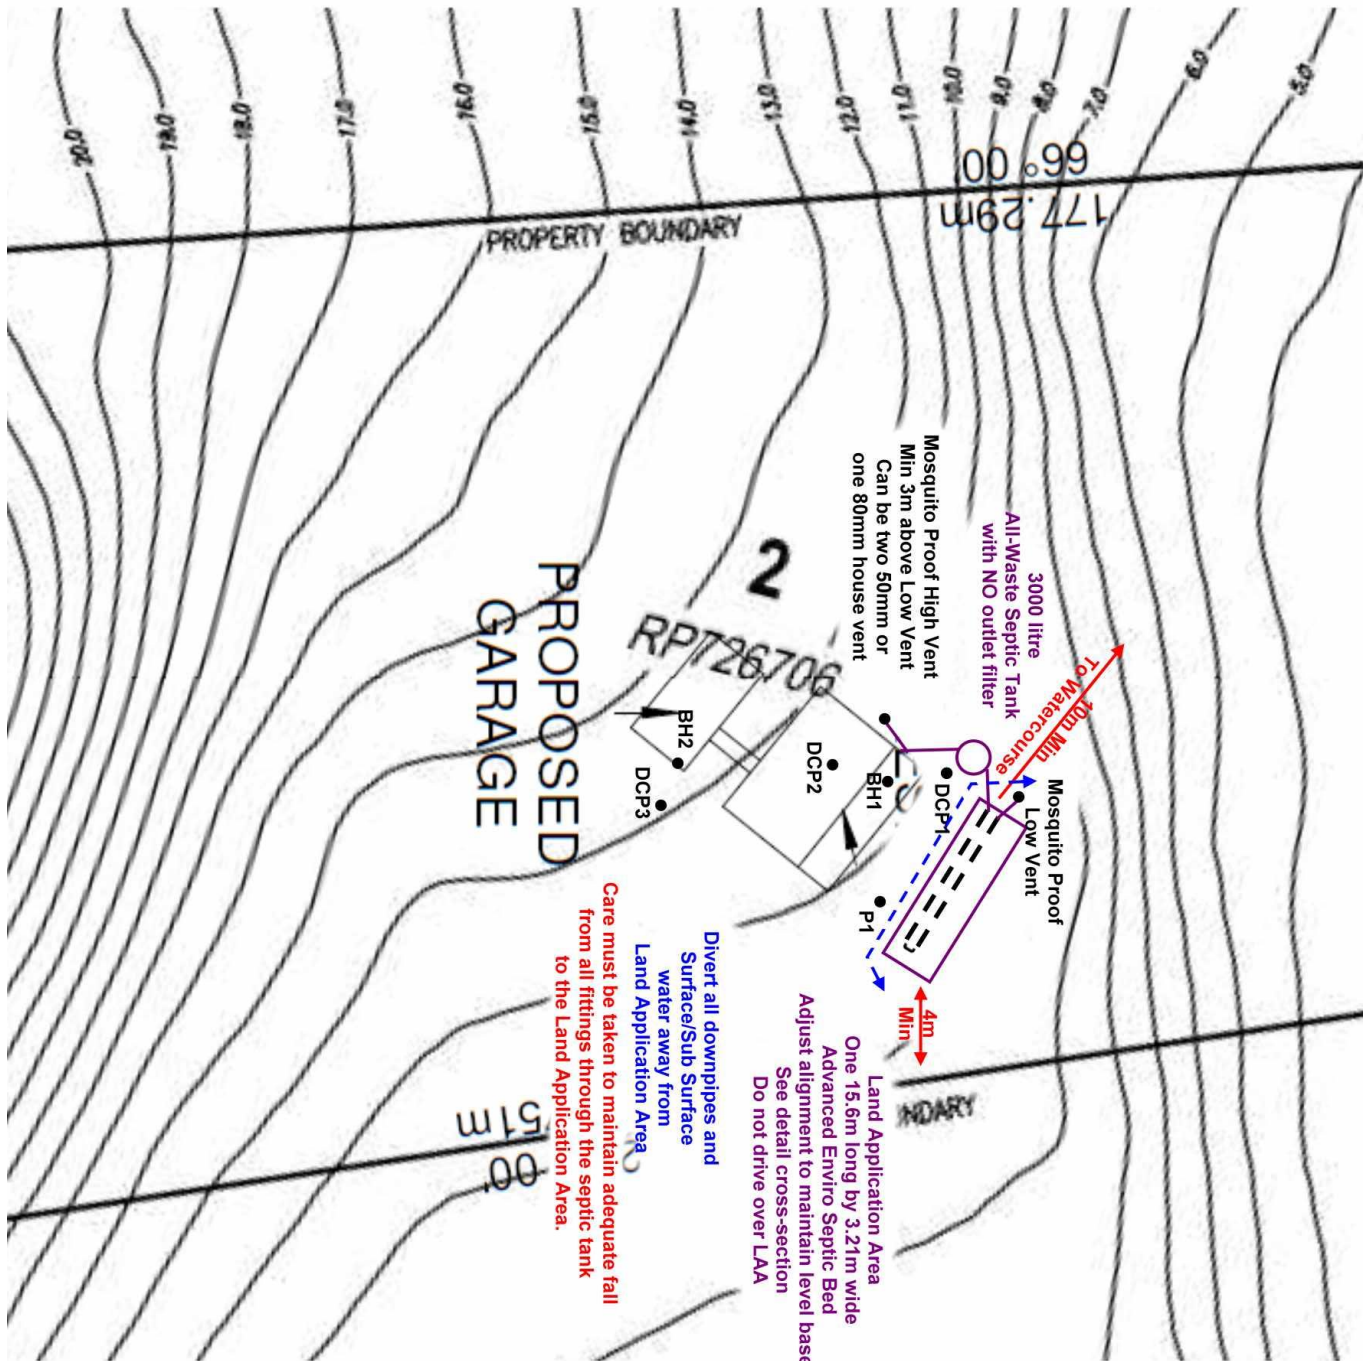 20.0
19.0
18.0
17.0
16.0
15.0
14.0
13.0
12.0
11.0
10.0
9.0
8.0
7.0
6.0
5.0
66° 00
177.29m
PROPERTY BOUNDARY
Mosquito Proof High Vent
Min 3m above Low Vent
Can be two 50mm or
one 80mm house vent
3000 litre
All-Waste Septic Tank
with NO outlet filter
10m Min
To Watercourse
Mosquito Proof
Low Vent
2
RP726706
PROPOSED
GARAGE
BH2
DCP3
DCP2
BH1
DCP1
P1
4m
Min
Land Application Area
One 15.6m long by 3.21m wide
Advanced Enviro Septic Bed
Adjust alignment to maintain level base
See detail cross-section
Do not drive over LAA
Divert all downpipes and
Surface/Sub Surface
water away from
Land Application Area
Care must be taken to maintain adequate fall
from all fittings through the septic tank
to the Land Application Area.
NDARY
51m
00'